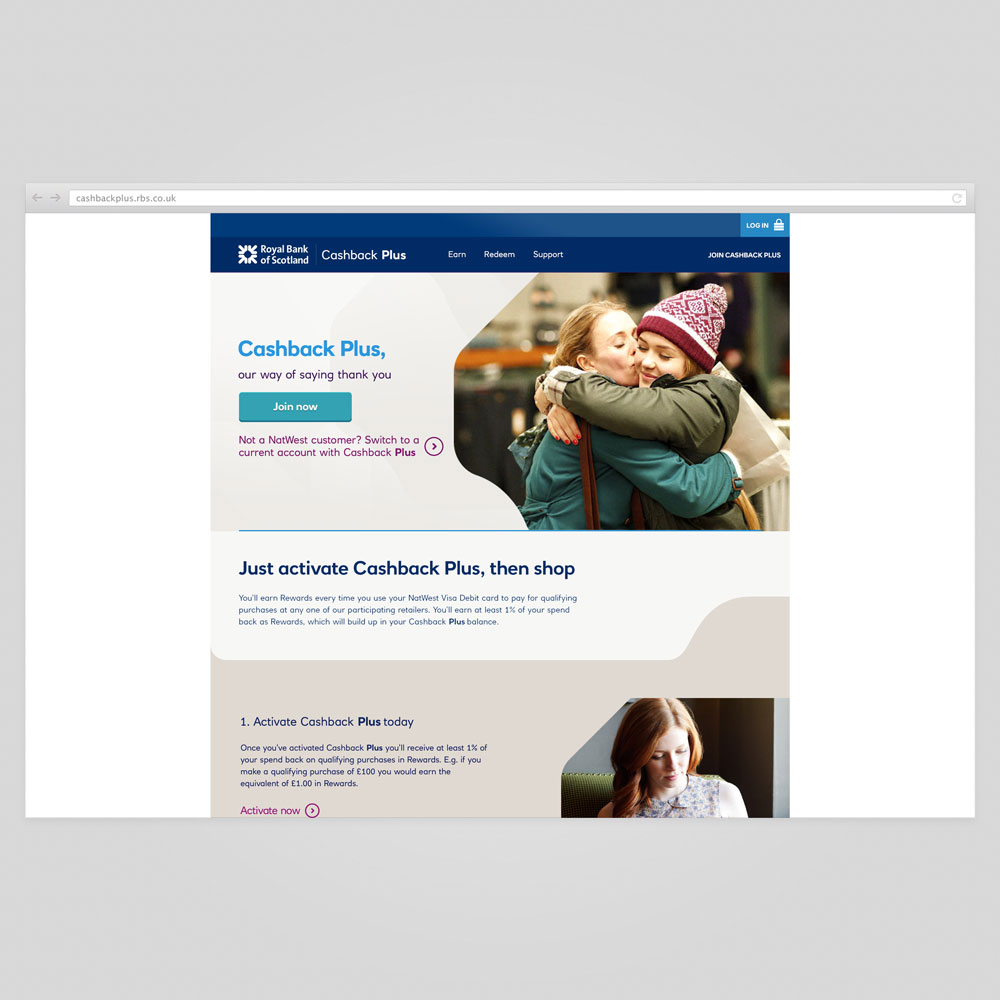 cashbackplus.rbs.co.uk
LOG IN
Royal Bank
of Scotland
Cashback Plus
Earn
Redeem
Support
JOIN CASHBACK PLUS
Cashback Plus,
our way of saying thank you
Join now
Not a NatWest customer? Switch to a
current account with Cashback Plus
Just activate Cashback Plus, then shop
You'll earn Rewards every time you use your NatWest Visa Debit card to pay for qualifying
purchases at any one of our participating retailers. You'll earn at least 1% of your spend
back as Rewards, which will build up in your Cashback Plus balance.
1. Activate Cashback Plus today
Once you've activated Cashback Plus you'll receive at least 1% of
your spend back on qualifying purchases in Rewards. E.g. if you
make a qualifying purchase of £100 you would earn the
equivalent of £1.00 in Rewards.
Activate now